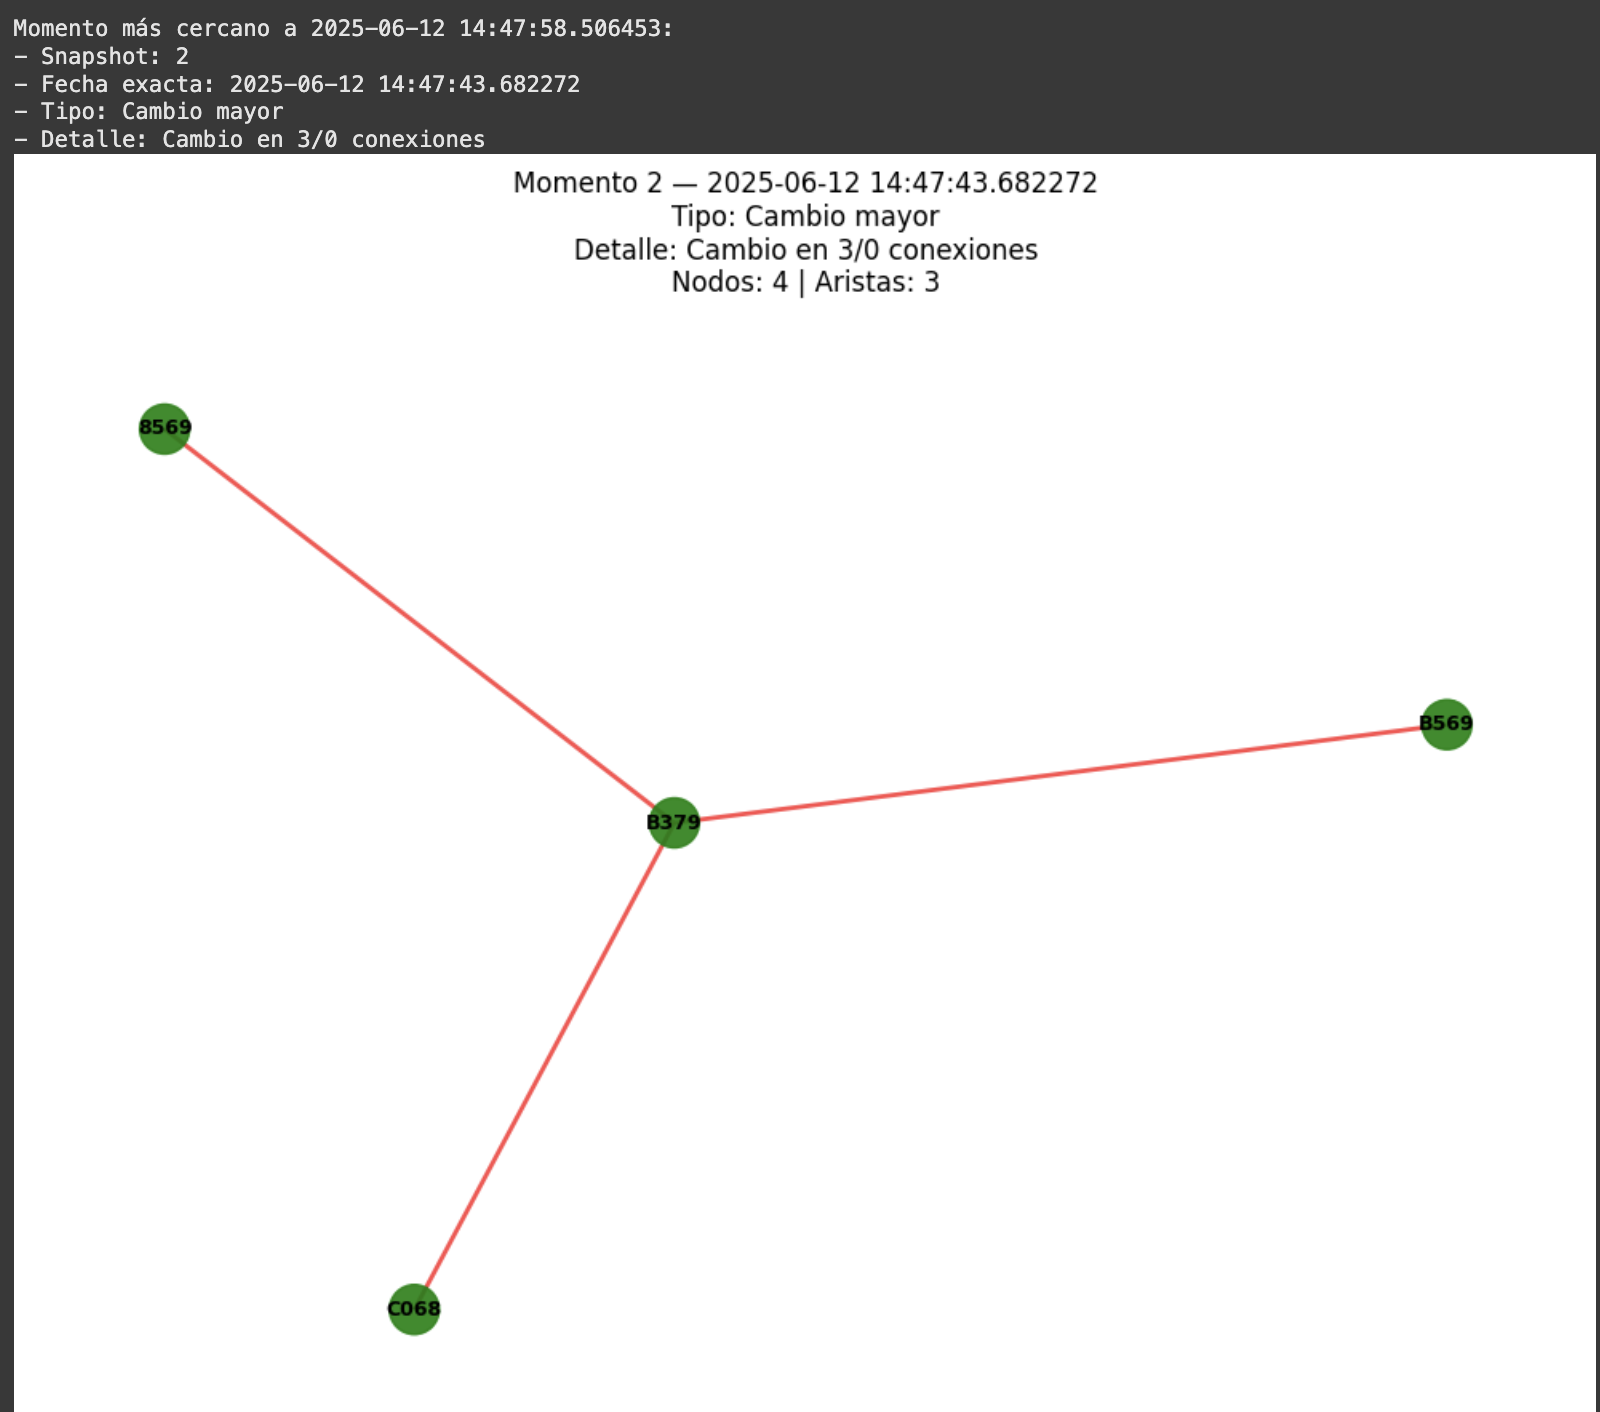 Momento más cercano a 2025-06-12 14:47:58.506453:
- Snapshot: 2
- Fecha exacta: 2025-06-12 14:47:43.682272
- Tipo: Cambio mayor
- Detalle: Cambio en 3/0 conexiones
Momento 2 — 2025-06-12 14:47:43.682272
Tipo: Cambio mayor
Detalle: Cambio en 3/0 conexiones
Nodos: 4 | Aristas: 3
8569
B569
B379
C068